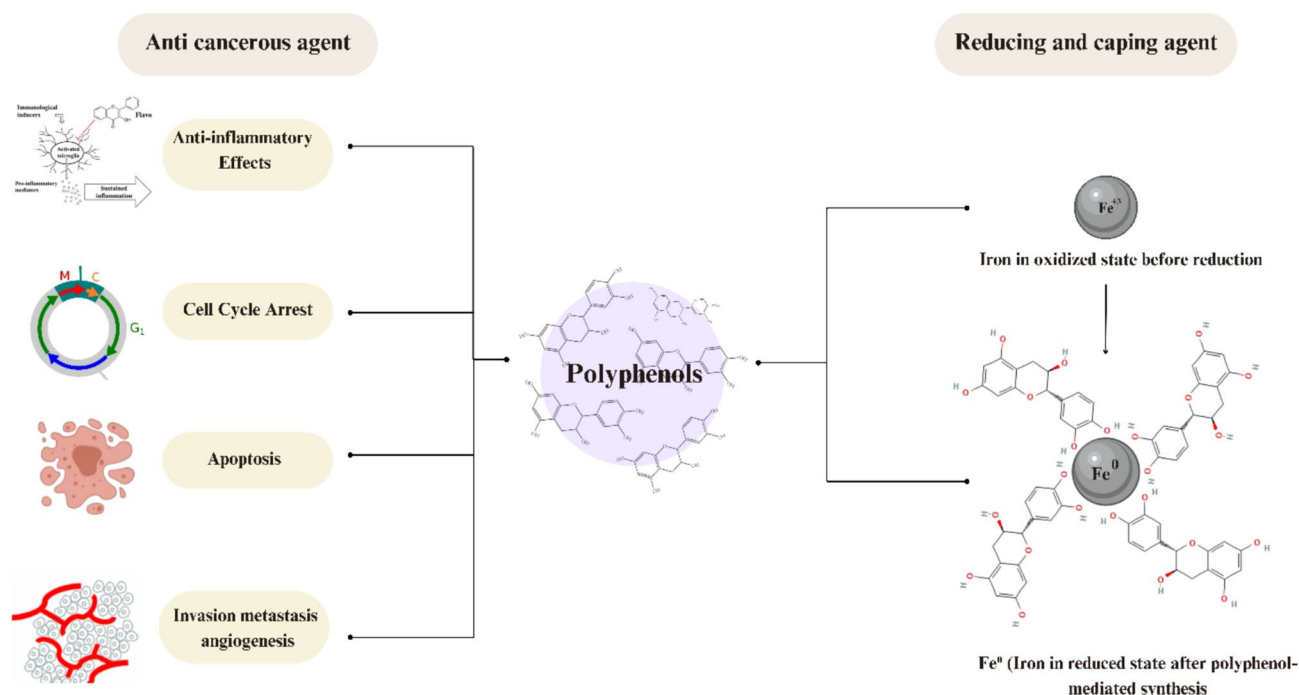 Anti cancerous agent
Reducing and caping agent
Immunological
inducers
Flavo
Activated
microglia
Pro-inflammatory
mediators
Sustained
inflammation
Anti-inflammatory
Effects
M
C
G1
Cell Cycle Arrest
Apoptosis
Invasion metastasis
angiogenesis
Polyphenols
Fe+3
Iron in oxidized state before reduction
Fe0
Fe⁰ (Iron in reduced state after polyphenol-
mediated synthesis